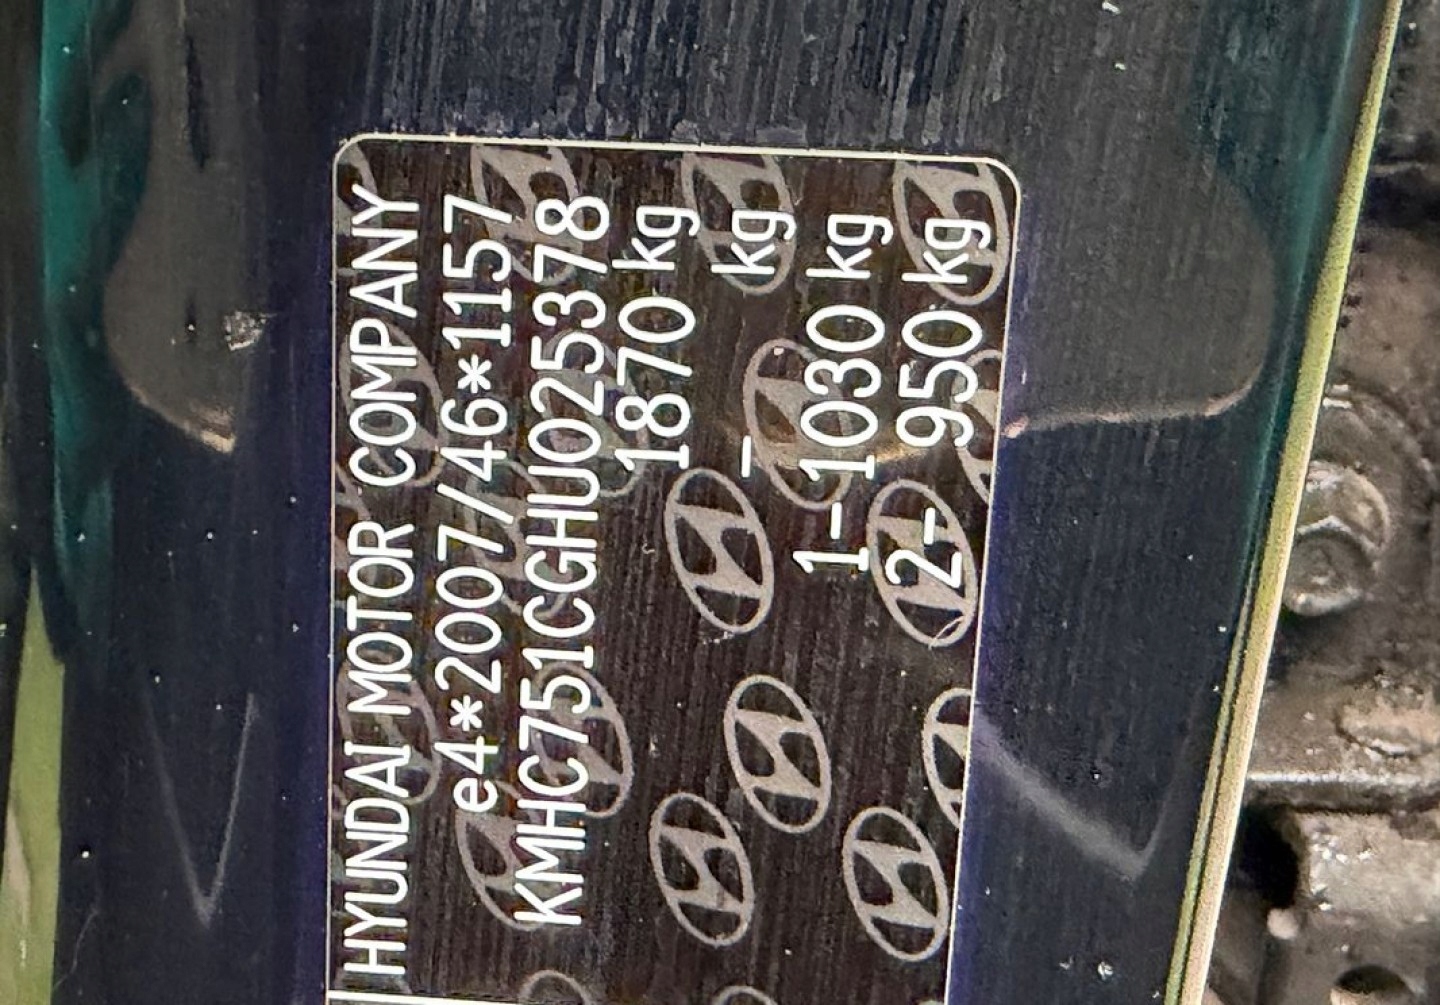 HYUNDAI MOTOR COMPANY
e4*2007/46*1157
KMHC751CGHU025378
1870 kg
– kg
1– 1030 kg
2– 950 kg